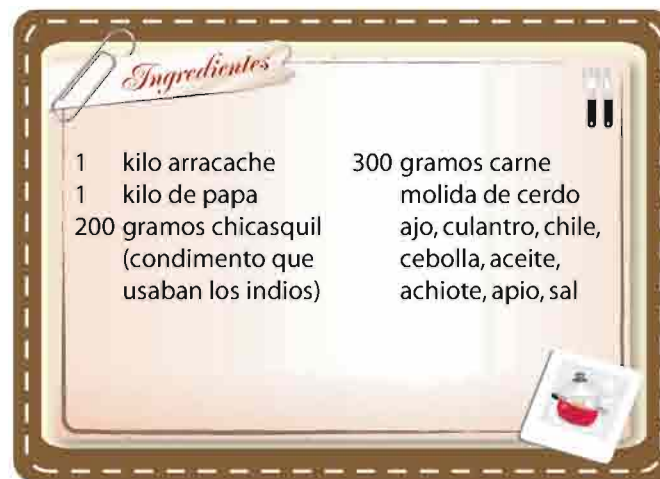 Ingredientes
1 kilo arracache
1 kilo de papa
200 gramos chicasquil
(condimento que
usaban los indios)
300 gramos carne
molida de cerdo
ajo, culantro, chile,
cebolla, aceite,
achiote, apio, sal